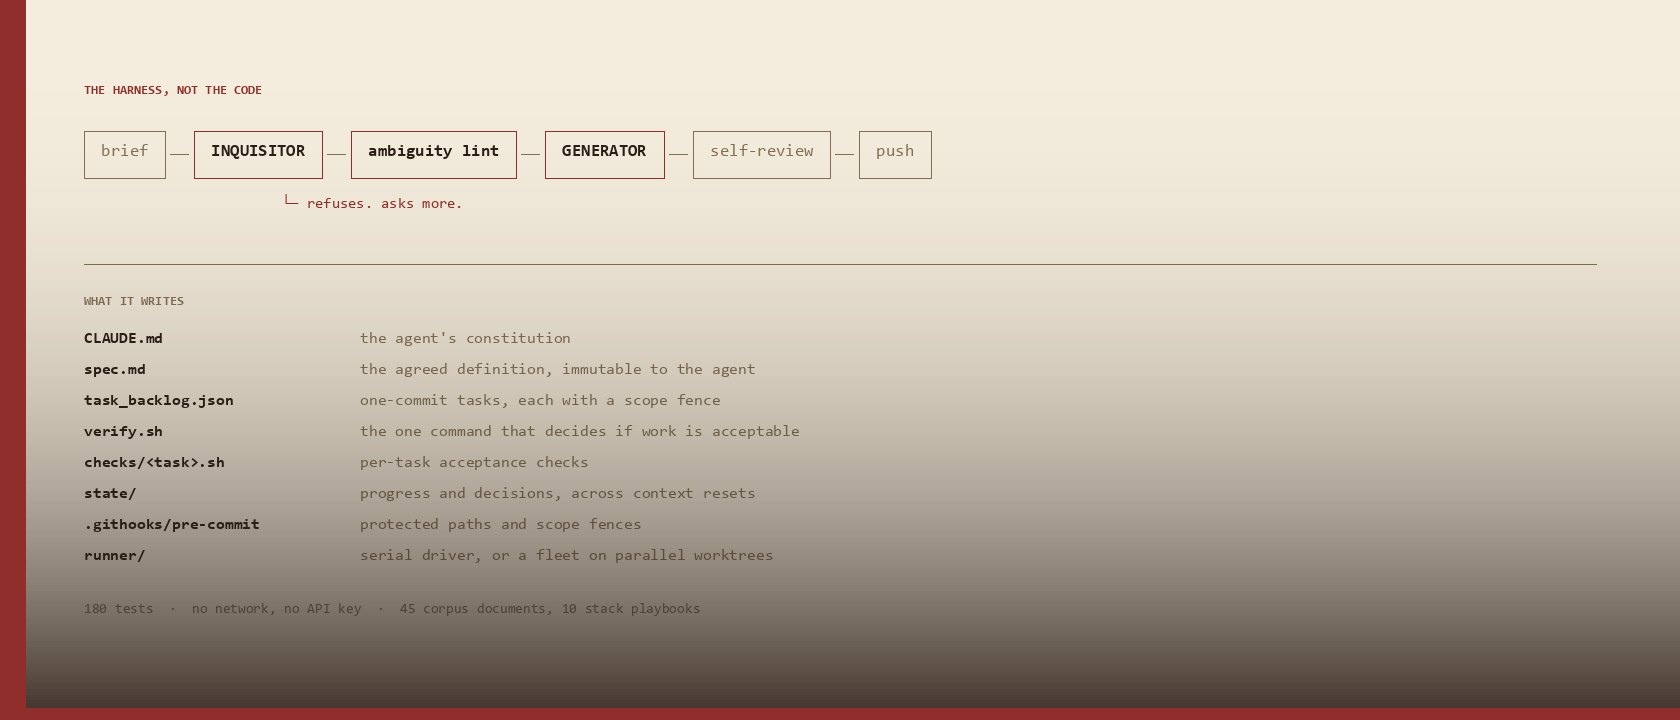 THE HARNESS, NOT THE CODE
brief — INQUISITOR — ambiguity lint — GENERATOR — self-review — push
└─ refuses. asks more.
WHAT IT WRITES
CLAUDE.md the agent's constitution
spec.md the agreed definition, immutable to the agent
task_backlog.json one-commit tasks, each with a scope fence
verify.sh the one command that decides if work is acceptable
checks/<task>.sh per-task acceptance checks
state/ progress and decisions, across context resets
.githooks/pre-commit protected paths and scope fences
runner/ serial driver, or a fleet on parallel worktrees
180 tests · no network, no API key · 45 corpus documents, 10 stack playbooks